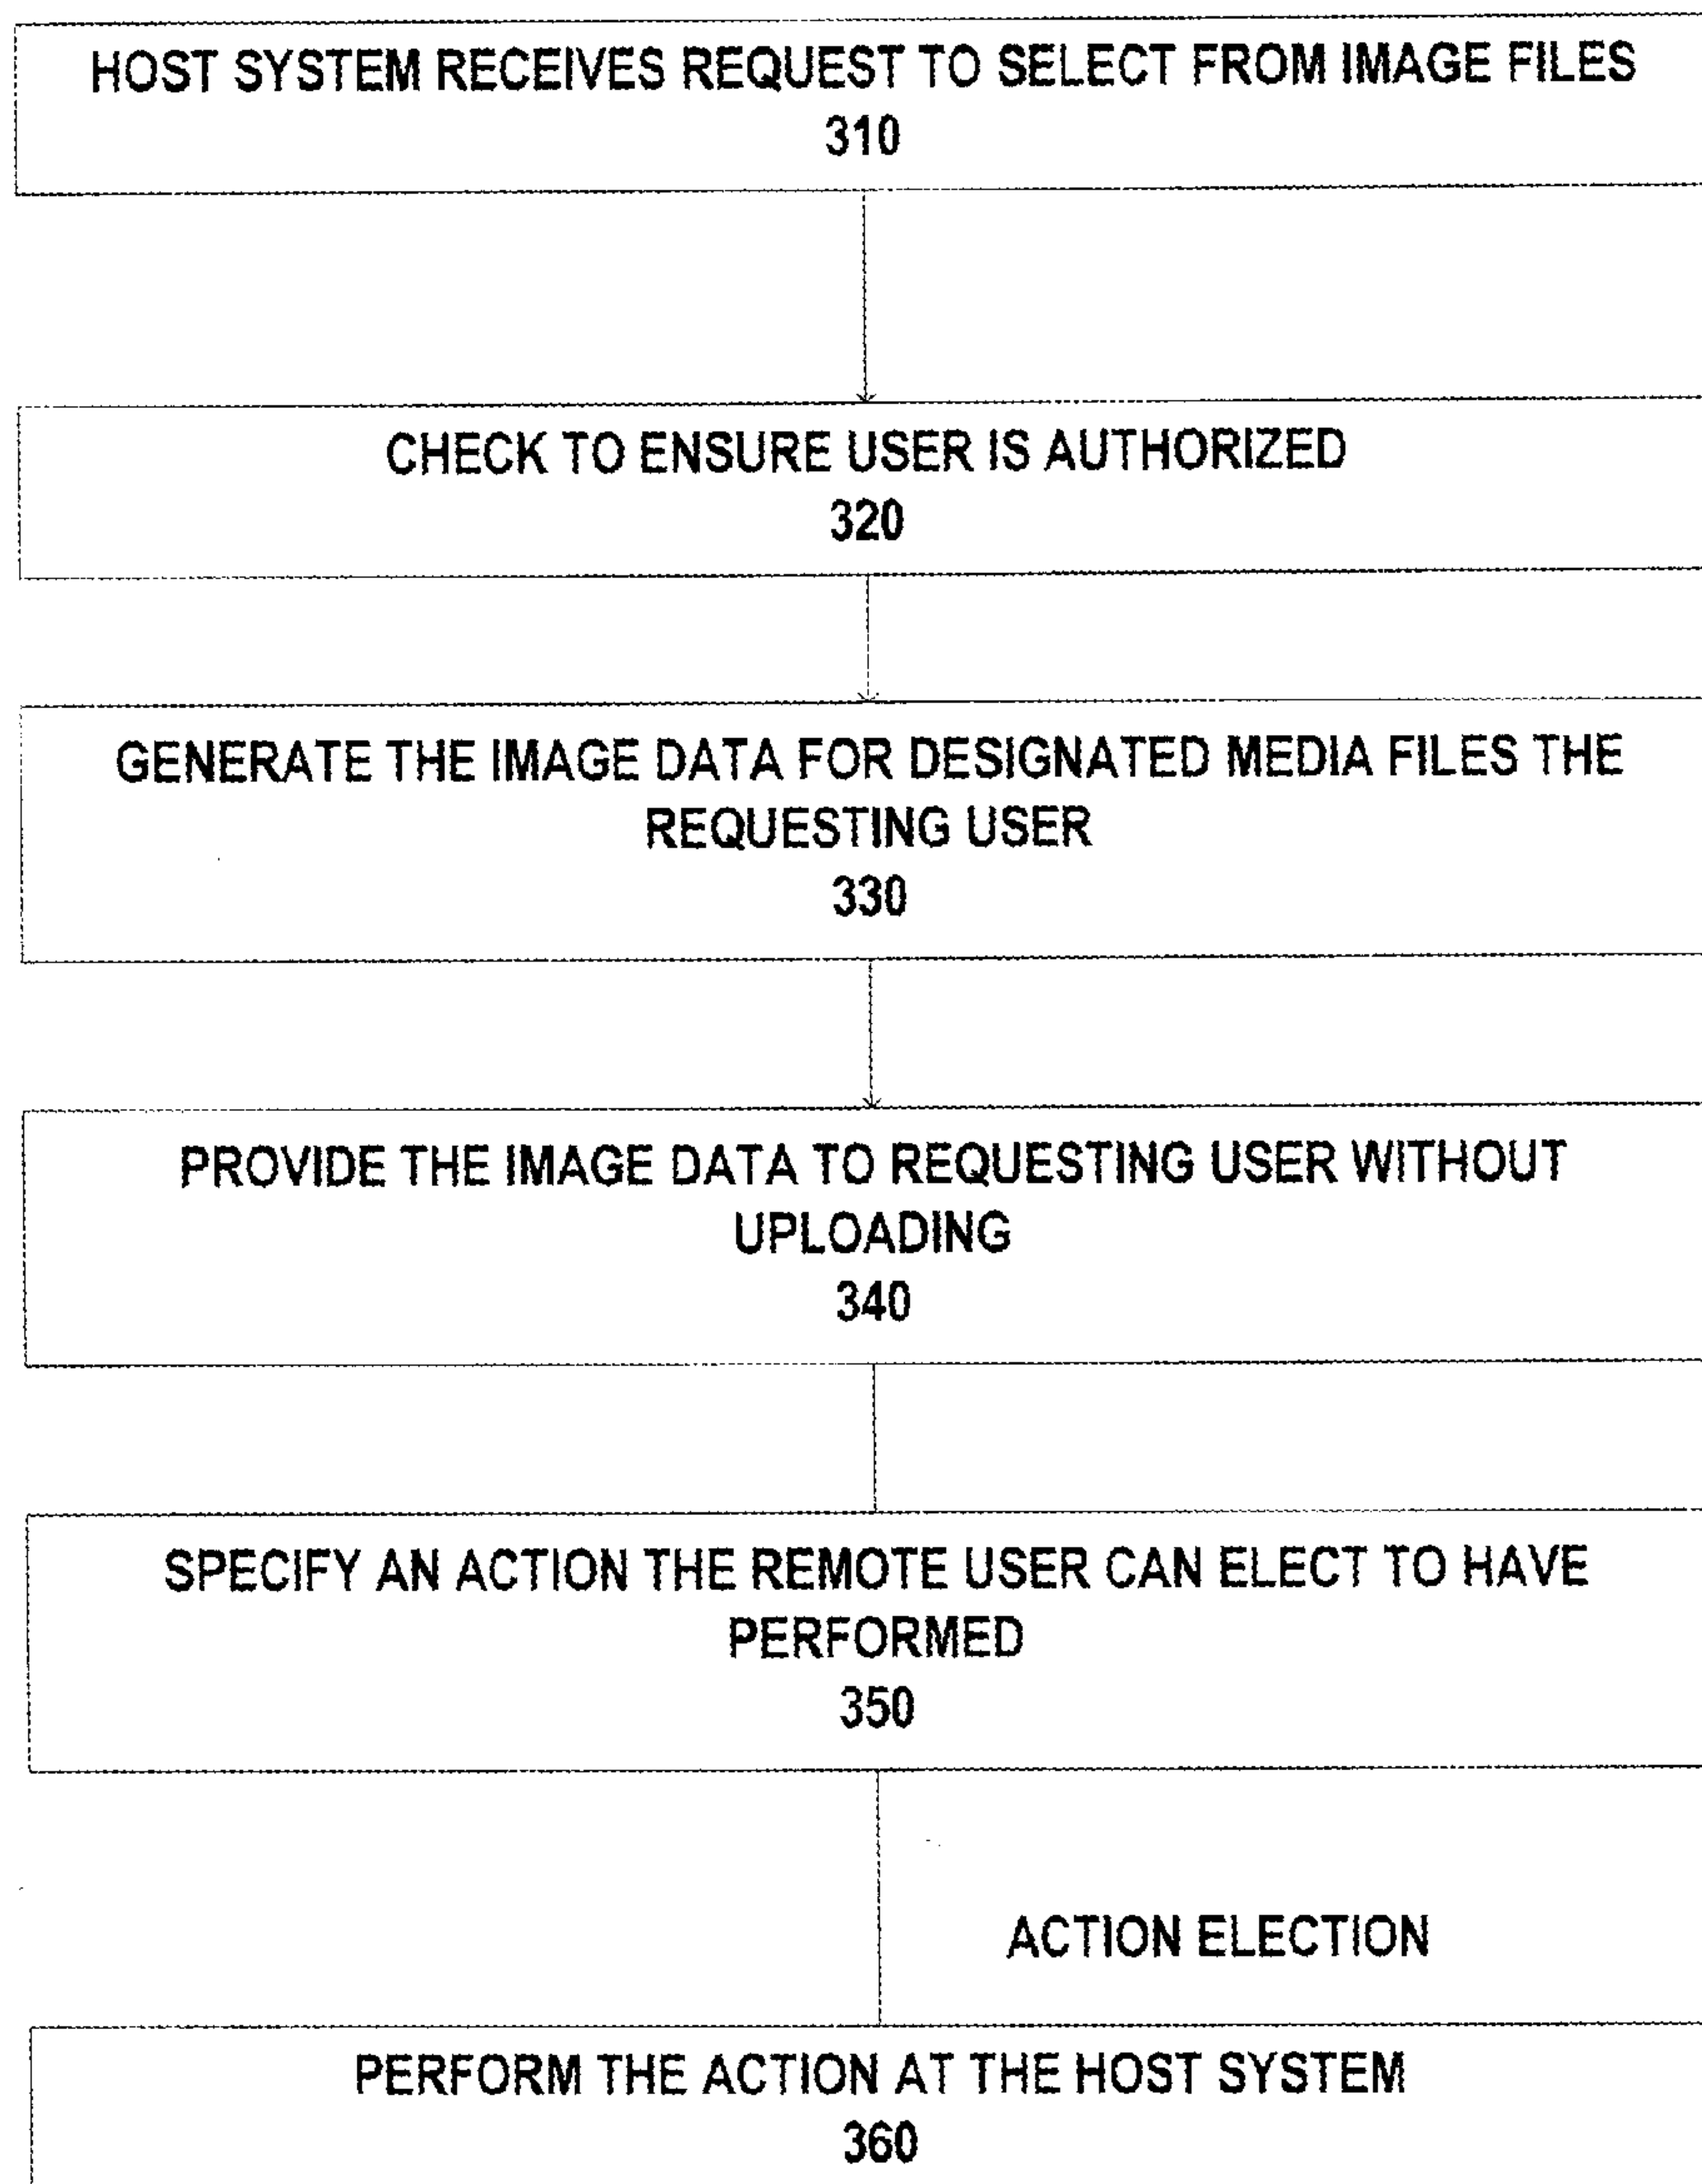 HOST SYSTEM RECEIVES REQUEST TO SELECT FROM IMAGE FILES
310
CHECK TO ENSURE USER IS AUTHORIZED
320
GENERATE THE IMAGE DATA FOR DESIGNATED MEDIA FILES THE
REQUESTING USER
330
PROVIDE THE IMAGE DATA TO REQUESTING USER WITHOUT
UPLOADING
340
SPECIFY AN ACTION THE REMOTE USER CAN ELECT TO HAVE
PERFORMED
350
ACTION ELECTION
PERFORM THE ACTION AT THE HOST SYSTEM
360